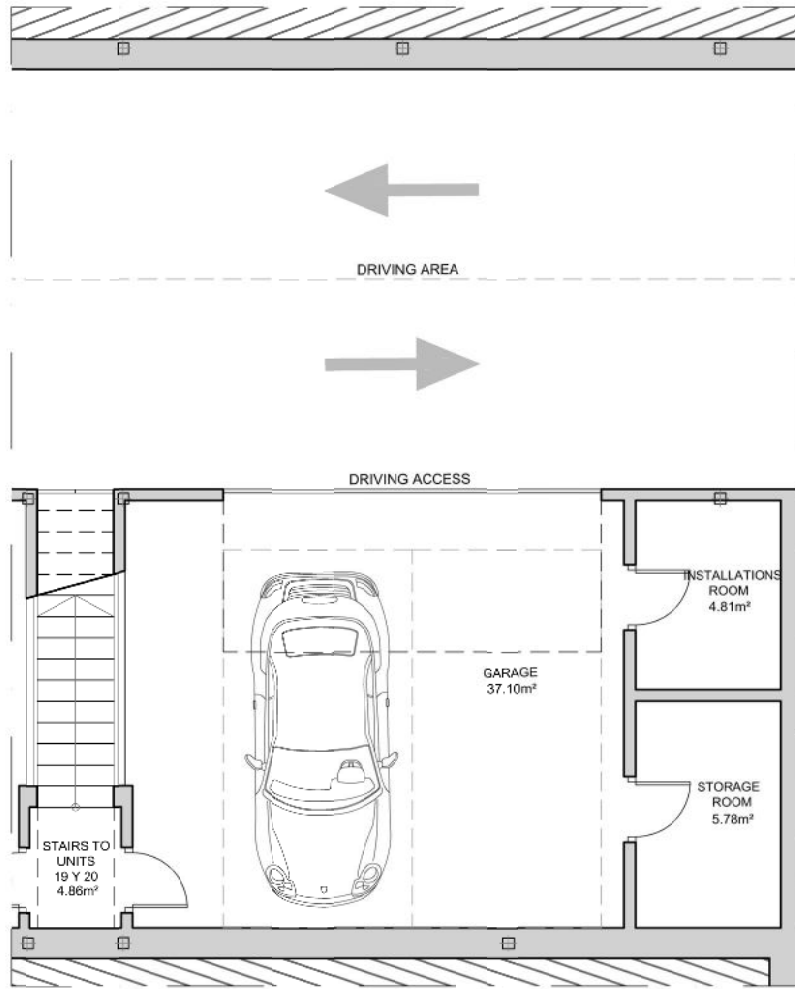 DRIVING AREA
DRIVING ACCESS
INSTALLATIONS
ROOM
4.81m²
GARAGE
37.10m²
STORAGE
ROOM
5.78m²
STAIRS TO
UNITS
19 Y 20
4.86m²